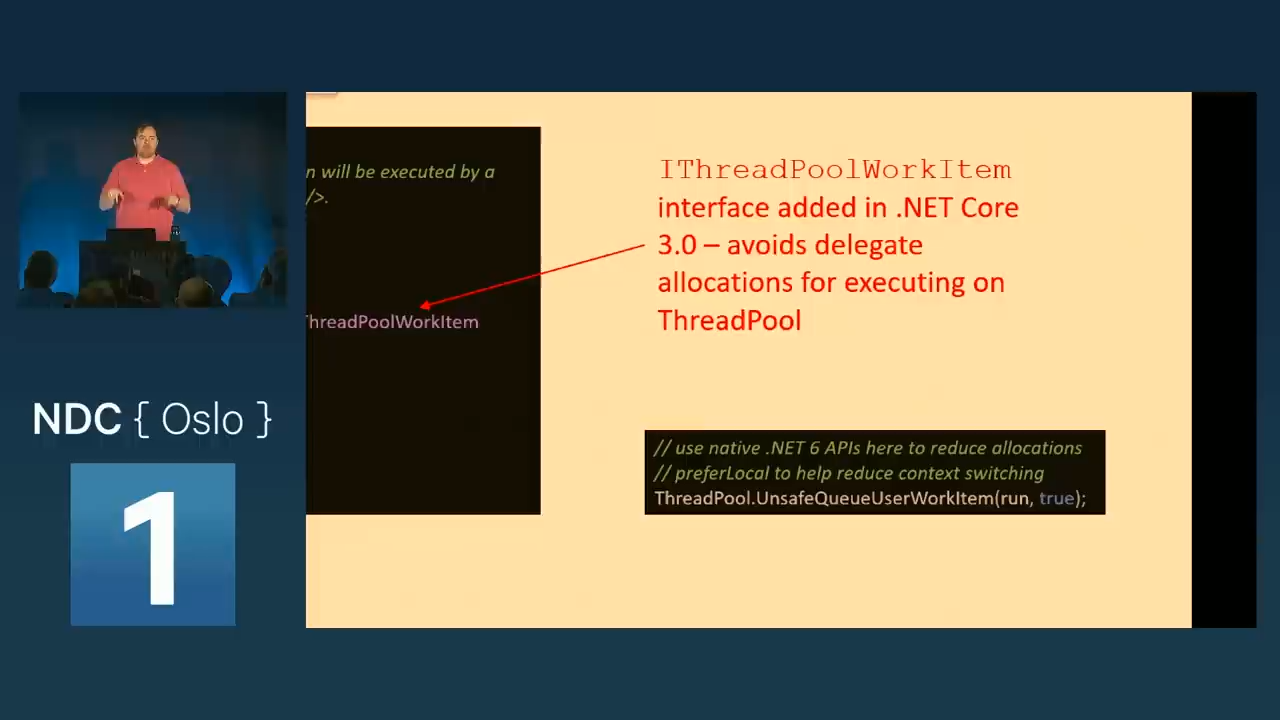 n will be executed by a
/>.
ThreadPoolWorkItem
IThreadPoolWorkItem
interface added in .NET Core
3.0 – avoids delegate
allocations for executing on
ThreadPool
// use native .NET 6 APIs here to reduce allocations
// preferLocal to help reduce context switching
ThreadPool.UnsafeQueueUserWorkItem(run, true);
NDC { Oslo }
1